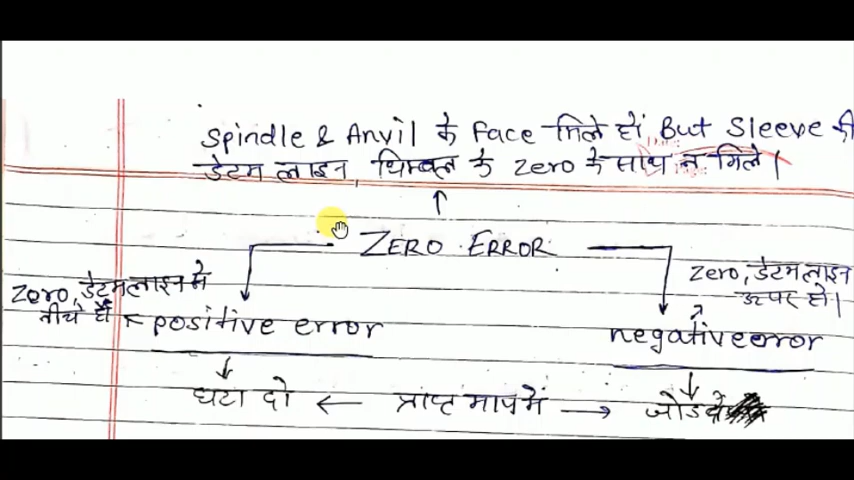 Spindle & Anvil के Face मिले हों, But Sleeve की
डेटम लाइन, थिम्बल के Zero के साथ न मिले।
↑
ZERO ERROR
Zero, डेटम लाइन से
नीचे हो ← positive error
Zero, डेटम लाइन
ऊपर हो।
negative error
घटा दो ← प्राप्त माप में → जोड़